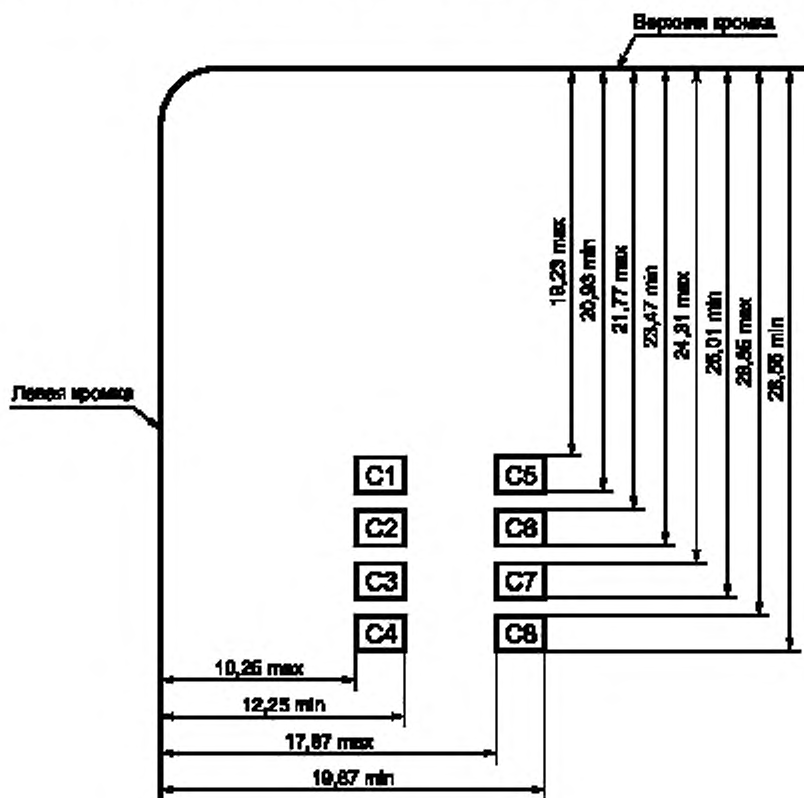 Верхняя кромка
19,23 max
20,93 min
21,77 max
23,47 min
24,31 max
26,01 min
26,85 max
28,55 min
Левая кромка
C1 C5
C2 C6
C3 C7
C4 C8
10,25 max
12,25 min
17,87 max
19,87 min